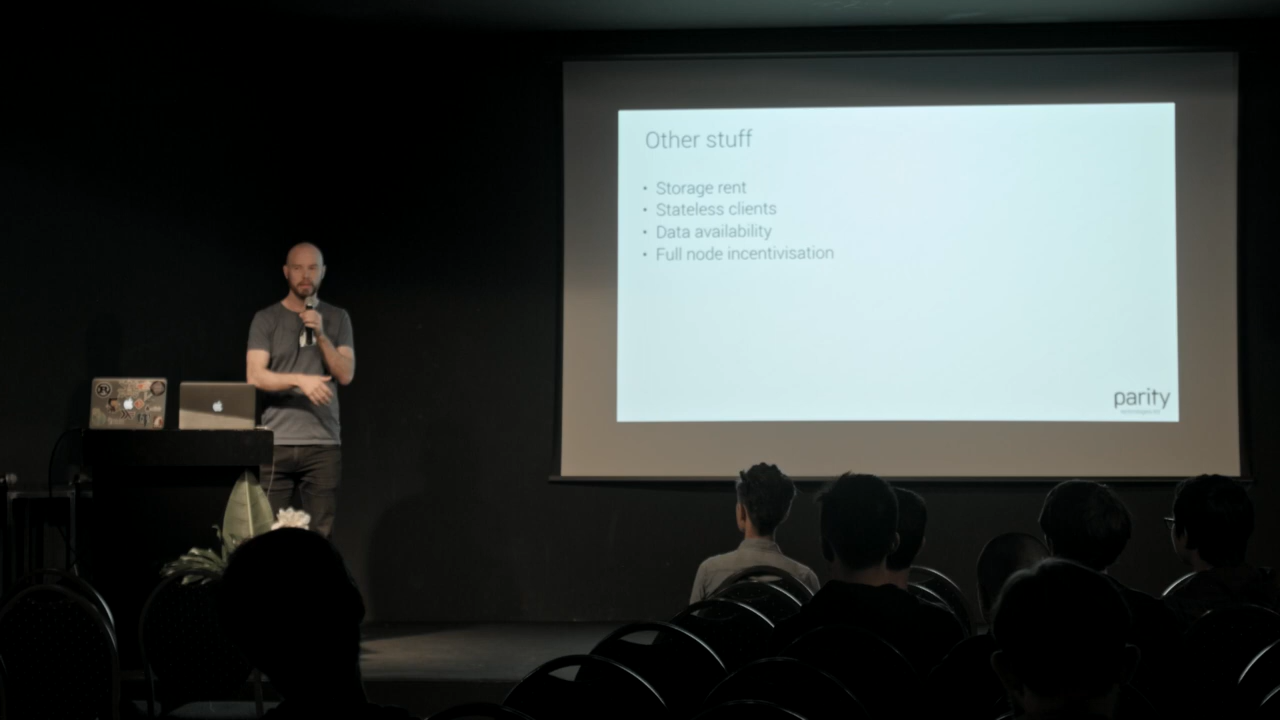 Other stuff
• Storage rent
• Stateless clients
• Data availability
• Full node incentivisation
parity